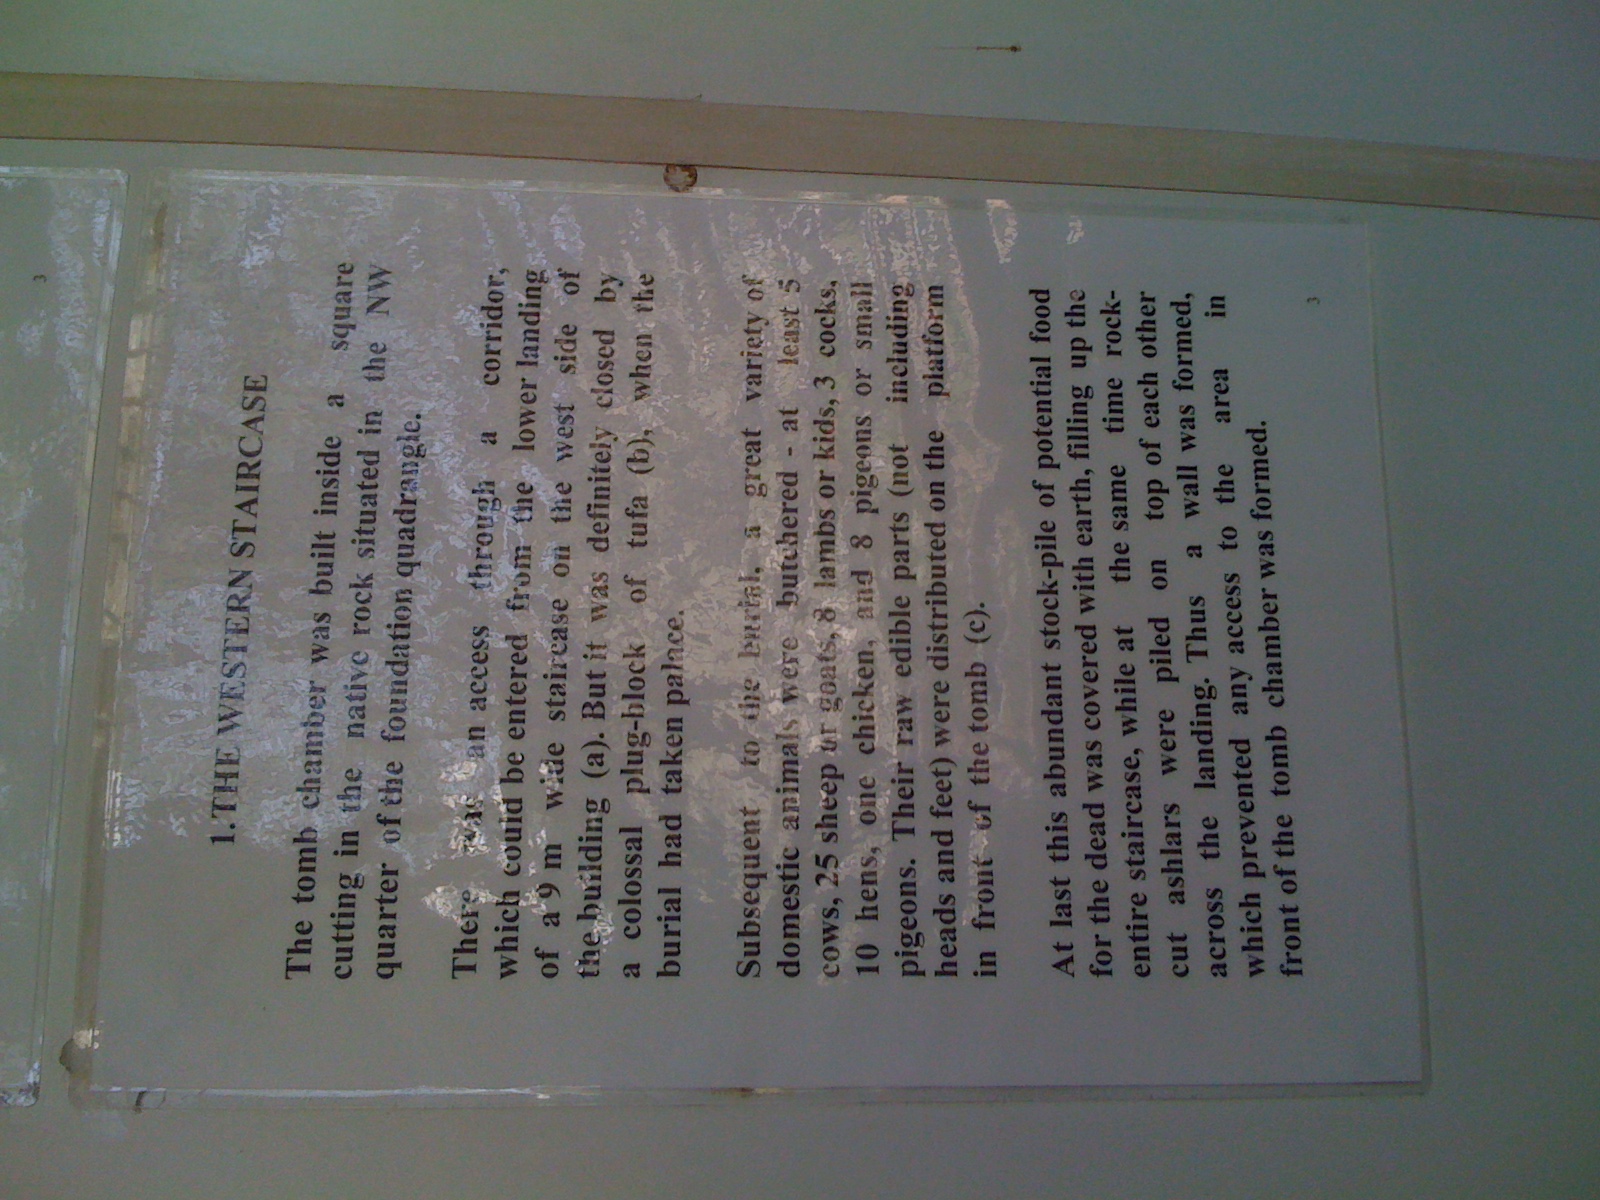 3
1.THE WESTERN STAIRCASE
The tomb chamber was built inside a square
cutting in the native rock situated in the NW
quarter of the foundation quadrangle.
There was an access through a corridor,
which could be entered from the lower landing
of a 9 m wide staircase on the west side of
the building (a). But it was definitely closed by
a colossal plug-block of tufa (b), when the
burial had taken palace.
Subsequent to the burial, a great variety of
domestic animals were butchered - at least 5
cows, 25 sheep or goats, 8 lambs or kids, 3 cocks,
10 hens, one chicken, and 8 pigeons or small
pigeons. Their raw edible parts (not including
heads and feet) were distributed on the platform
in front of the tomb (c).
At last this abundant stock-pile of potential food
for the dead was covered with earth, filling up the
entire staircase, while at the same time rock-
cut ashlars were piled on top of each other
across the landing. Thus a wall was formed,
which prevented any access to the area in
front of the tomb chamber was formed.
3